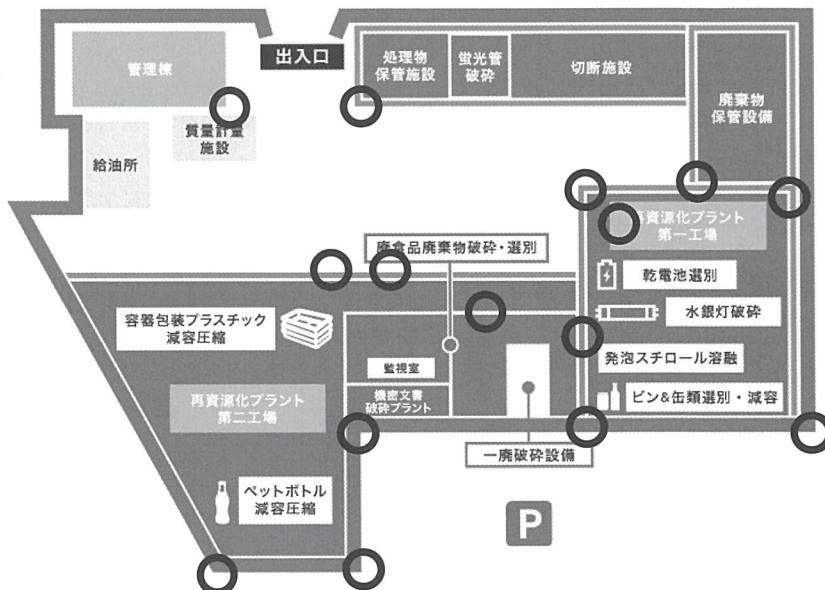 管理棟
出入口
処理物
保管施設
蛍光管
破砕
切断施設
廃棄物
保管設備
質量計量
施設
給油所
再資源化プラント
第一工場
廃食品廃棄物破砕・選別
乾電池選別
容器包装プラスチック
減容圧縮
水銀灯破砕
監視室
発泡スチロール溶融
再資源化プラント
第二工場
機密文書
破砕プラント
ビン&缶類選別・減容
一廃破砕設備
ペットボトル
減容圧縮
P